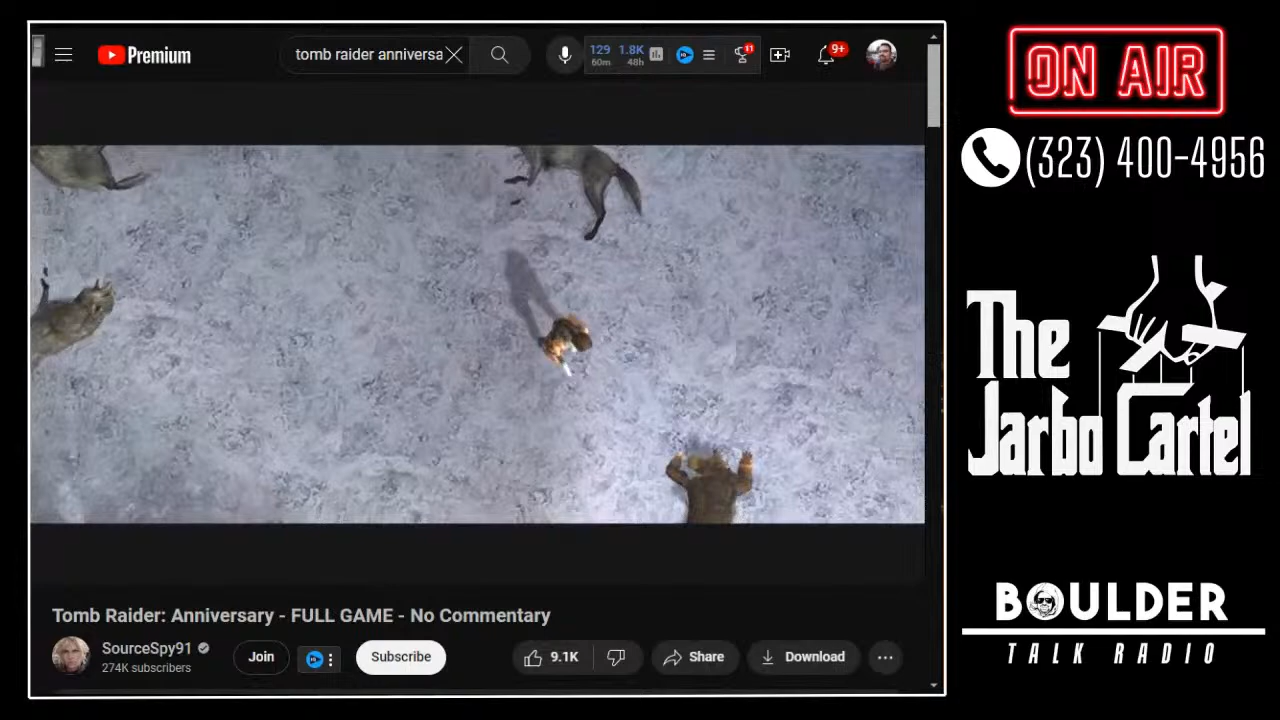 Premium
tomb raider anniversa
129 1.8K
60m 48h
11
9+
Tomb Raider: Anniversary - FULL GAME - No Commentary
SourceSpy91
274K subscribers
Join
Subscribe
9.1K
Share
Download
ON AIR
(323) 400-4956
The
Jarbo Cartel
BOULDER
TALK RADIO